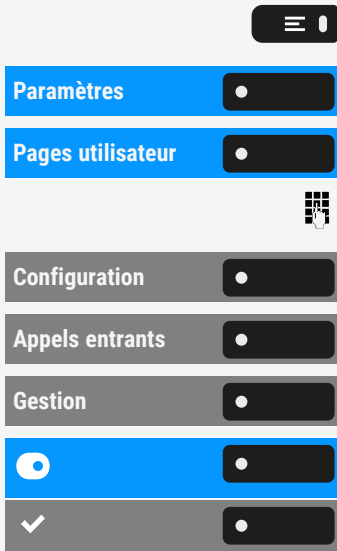 Paramètres
Pages utilisateur
Configuration
Appels entrants
Gestion